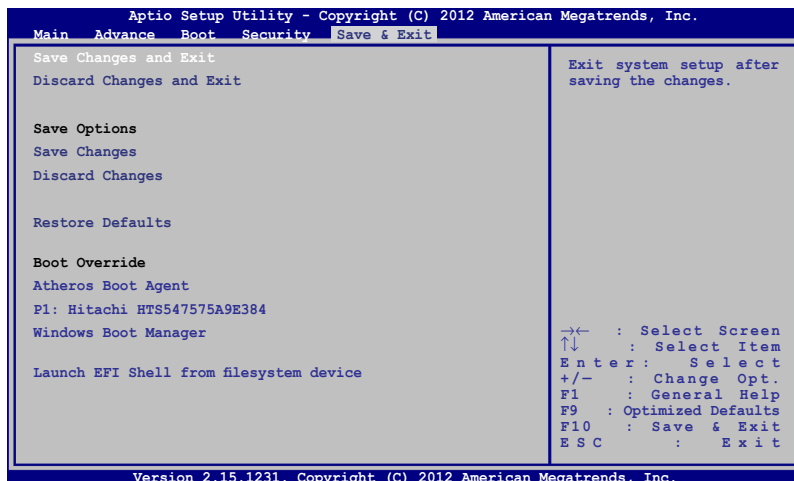 Aptio Setup Utility - Copyright (C) 2012 American Megatrends, Inc.
Main Advance Boot Security Save & Exit
Save Changes and Exit
Discard Changes and Exit
Save Options
Save Changes
Discard Changes
Restore Defaults
Boot Override
Atheros Boot Agent
P1: Hitachi HTS547575A9E384
Windows Boot Manager
Launch EFI Shell from filesystem device
Exit system setup after
saving the changes.
→← : Select Screen
↑↓ : Select Item
Enter: Select
+/— : Change Opt.
F1 : General Help
F9 : Optimized Defaults
F10 : Save & Exit
ESC : Exit
Version 2.15.1231. Copyright (C) 2012 American Megatrends, Inc.